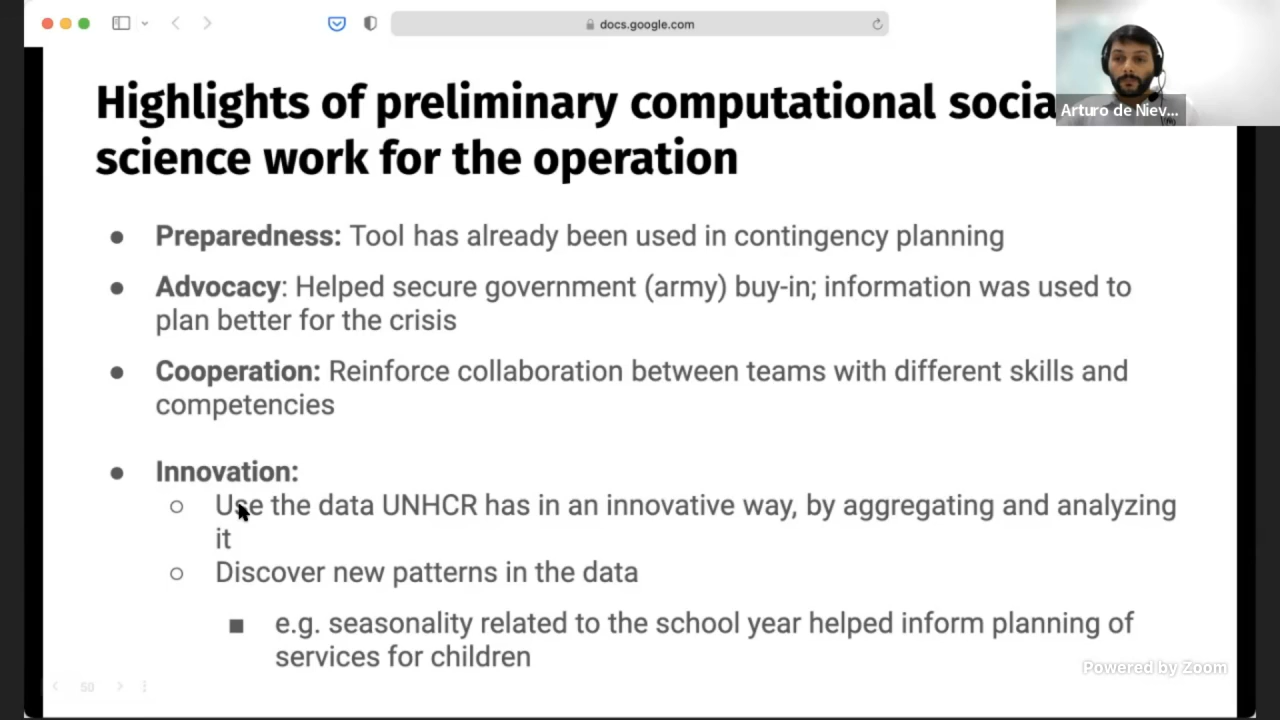 docs.google.com
Arturo de Niev...
Highlights of preliminary computational socia
science work for the operation
● Preparedness: Tool has already been used in contingency planning
● Advocacy: Helped secure government (army) buy-in; information was used to
plan better for the crisis
● Cooperation: Reinforce collaboration between teams with different skills and
competencies
● Innovation:
○ Use the data UNHCR has in an innovative way, by aggregating and analyzing
it
○ Discover new patterns in the data
■ e.g. seasonality related to the school year helped inform planning of
services for children
Powered by Zoom
50